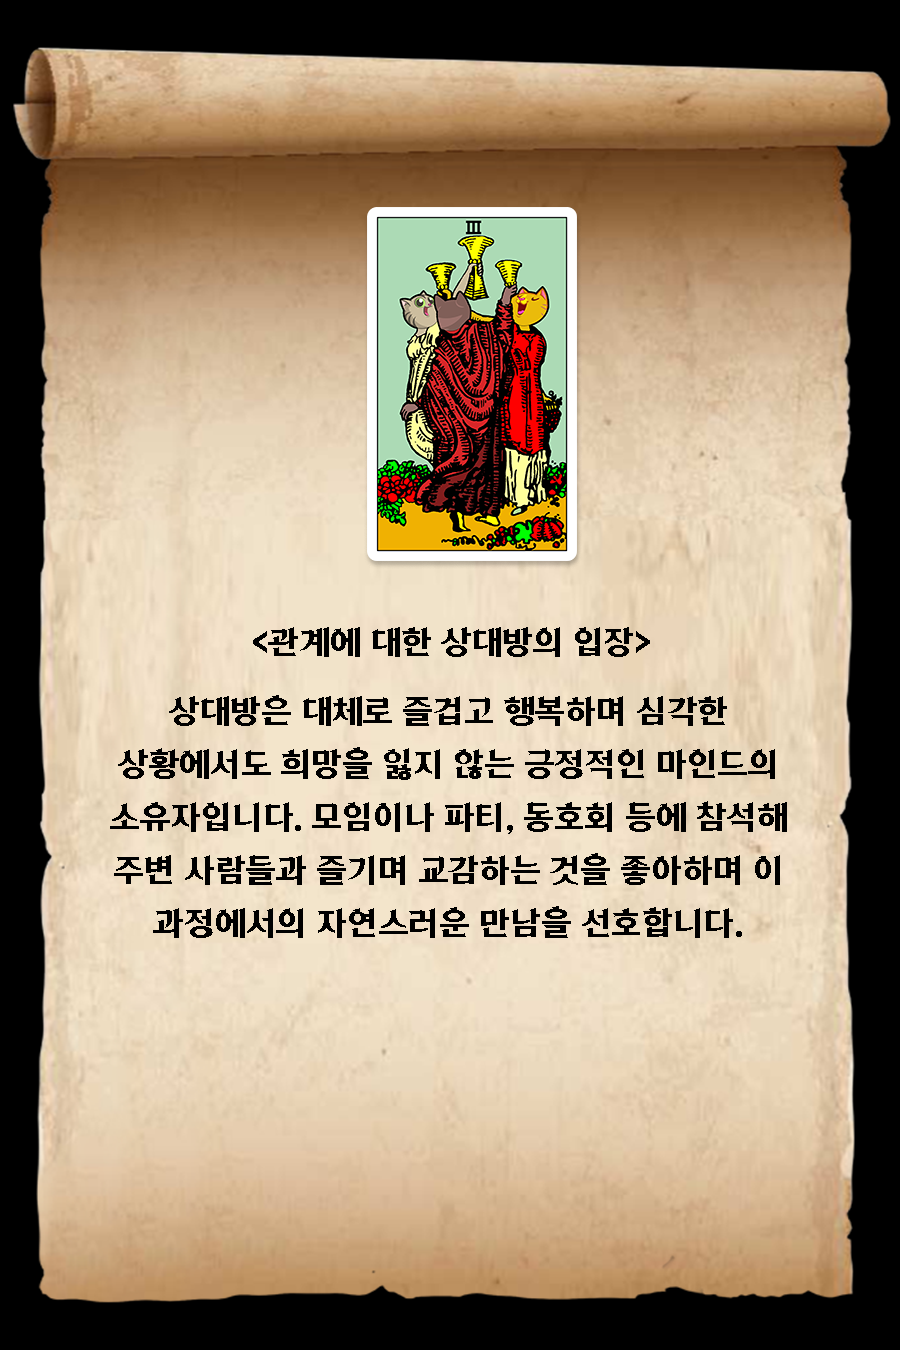 III
<관계에 대한 상대방의 입장>
상대방은 대체로 즐겁고 행복하며 심각한
상황에서도 희망을 잃지 않는 긍정적인 마인드의
소유자입니다. 모임이나 파티, 동호회 등에 참석해
주변 사람들과 즐기며 교감하는 것을 좋아하며 이
과정에서의 자연스러운 만남을 선호합니다.